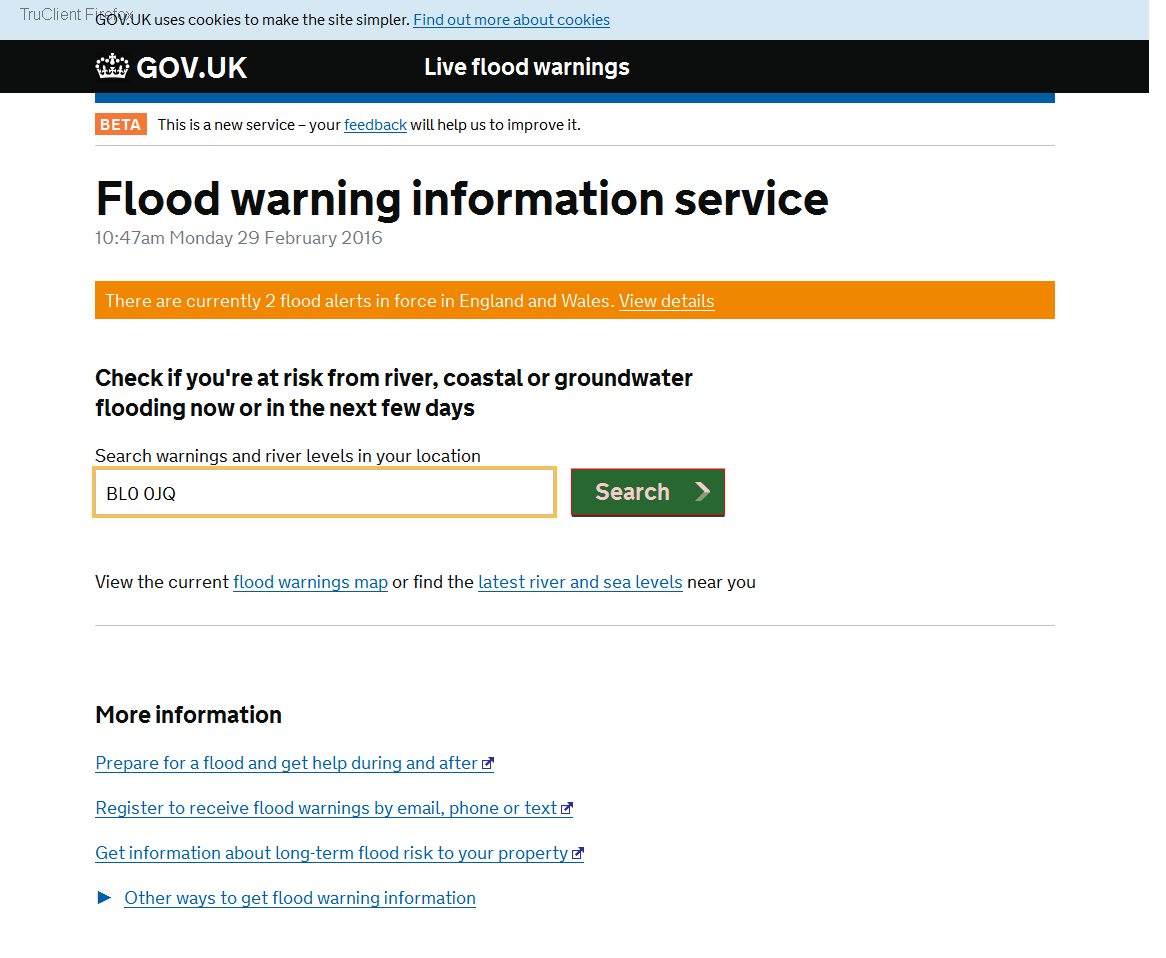 TruClient Firefox
GOV.UK uses cookies to make the site simpler. Find out more about cookies
GOV.UK Live flood warnings
BETA This is a new service – your feedback will help us to improve it.
Flood warning information service
10:47am Monday 29 February 2016
There are currently 2 flood alerts in force in England and Wales. View details
Check if you're at risk from river, coastal or groundwater
flooding now or in the next few days
Search warnings and river levels in your location
BL0 0JQ Search
View the current flood warnings map or find the latest river and sea levels near you
More information
Prepare for a flood and get help during and after
Register to receive flood warnings by email, phone or text
Get information about long-term flood risk to your property
Other ways to get flood warning information